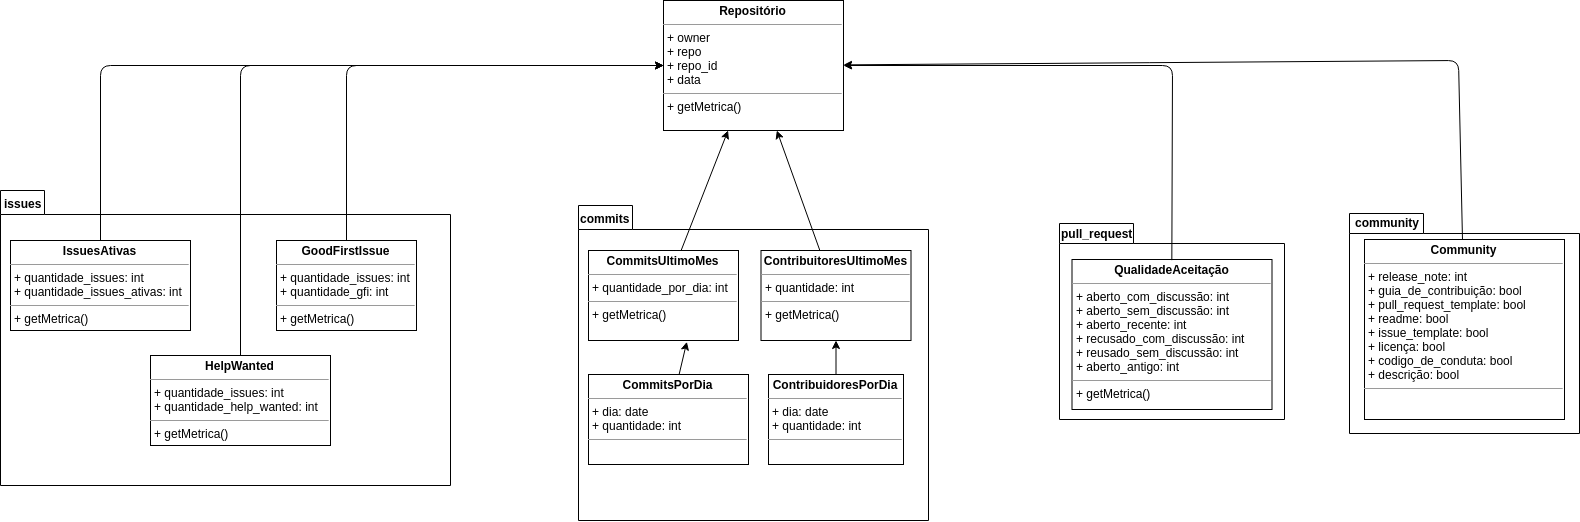 Repositório
+ owner
+ repo
+ repo_id
+ data
+ getMetrica()
issues
IssuesAtivas
+ quantidade_issues: int
+ quantidade_issues_ativas: int
+ getMetrica()
GoodFirstIssue
+ quantidade_issues: int
+ quantidade_gfi: int
+ getMetrica()
HelpWanted
+ quantidade_issues: int
+ quantidade_help_wanted: int
+ getMetrica()
commits
CommitsUltimoMes
+ quantidade_por_dia: int
+ getMetrica()
ContribuitoresUltimoMes
+ quantidade: int
+ getMetrica()
CommitsPorDia
+ dia: date
+ quantidade: int
ContribuidoresPorDia
+ dia: date
+ quantidade: int
pull_request
QualidadeAceitação
+ aberto_com_discussão: int
+ aberto_sem_discussão: int
+ aberto_recente: int
+ recusado_com_discussão: int
+ reusado_sem_discussão: int
+ aberto_antigo: int
+ getMetrica()
community
Community
+ release_note: int
+ guia_de_contribuição: bool
+ pull_request_template: bool
+ readme: bool
+ issue_template: bool
+ licença: bool
+ codigo_de_conduta: bool
+ descrição: bool